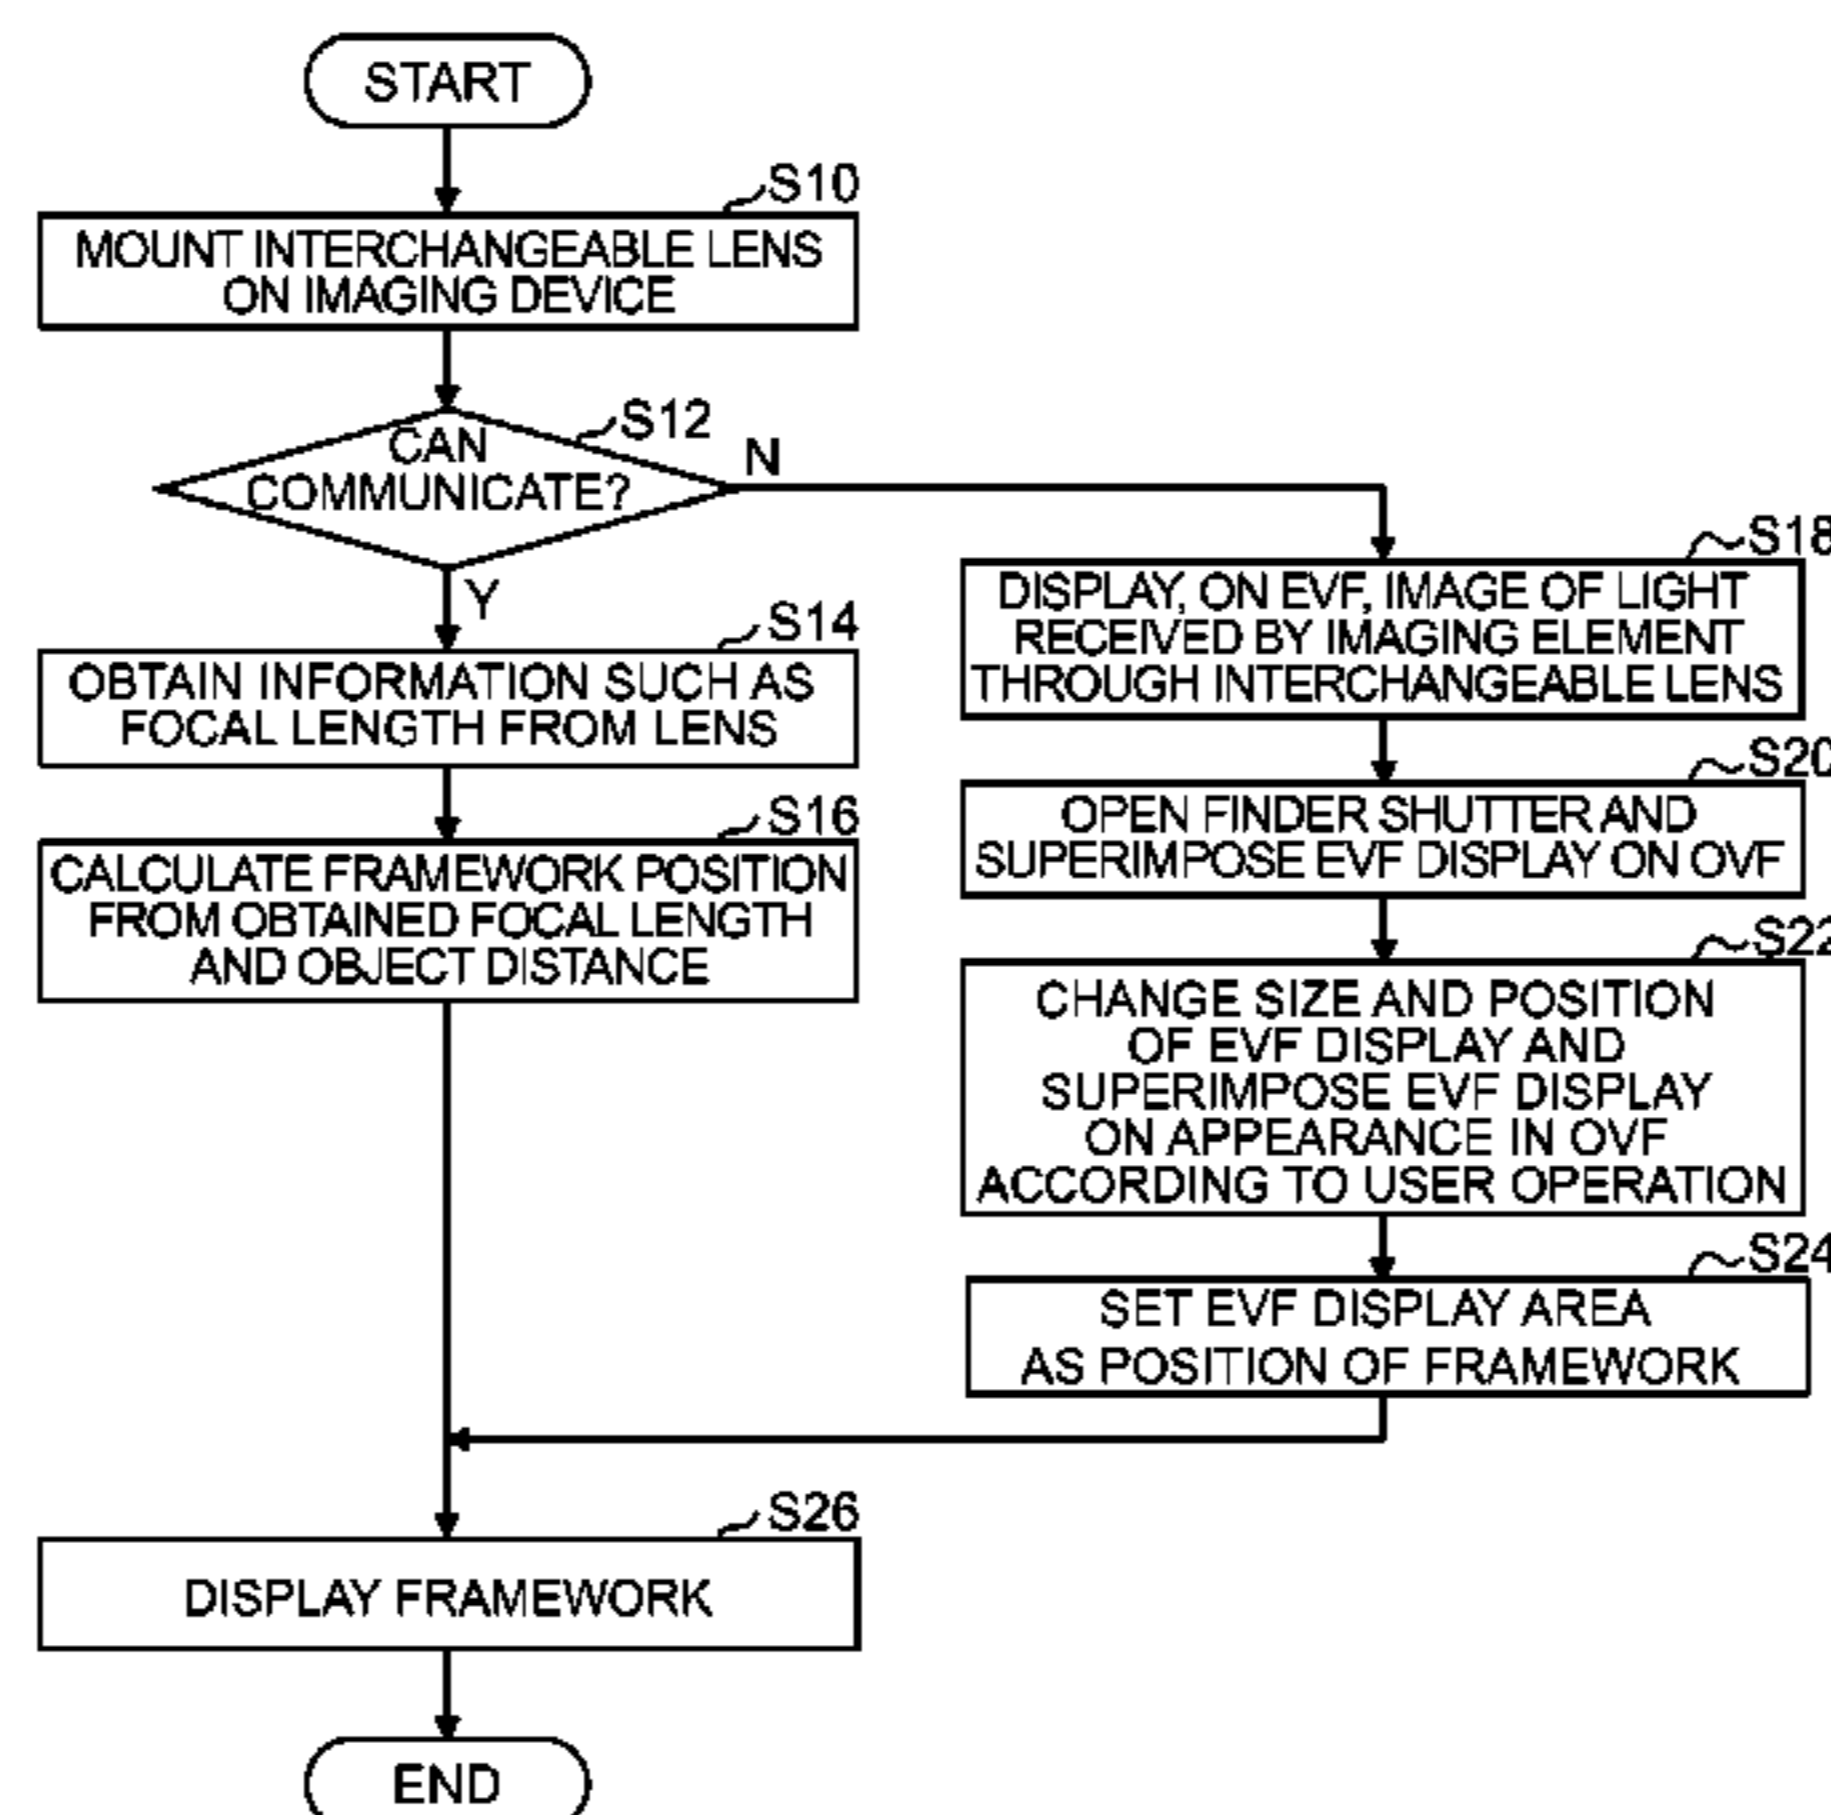 START
S10
MOUNT INTERCHANGEABLE LENS
ON IMAGING DEVICE
S12
CAN
COMMUNICATE?
N
Y
S14
OBTAIN INFORMATION SUCH AS
FOCAL LENGTH FROM LENS
S16
CALCULATE FRAMEWORK POSITION
FROM OBTAINED FOCAL LENGTH
AND OBJECT DISTANCE
S18
DISPLAY, ON EVF, IMAGE OF LIGHT
RECEIVED BY IMAGING ELEMENT
THROUGH INTERCHANGEABLE LENS
S20
OPEN FINDER SHUTTER AND
SUPERIMPOSE EVF DISPLAY ON OVF
S22
CHANGE SIZE AND POSITION
OF EVF DISPLAY AND
SUPERIMPOSE EVF DISPLAY
ON APPEARANCE IN OVF
ACCORDING TO USER OPERATION
S24
SET EVF DISPLAY AREA
AS POSITION OF FRAMEWORK
S26
DISPLAY FRAMEWORK
END